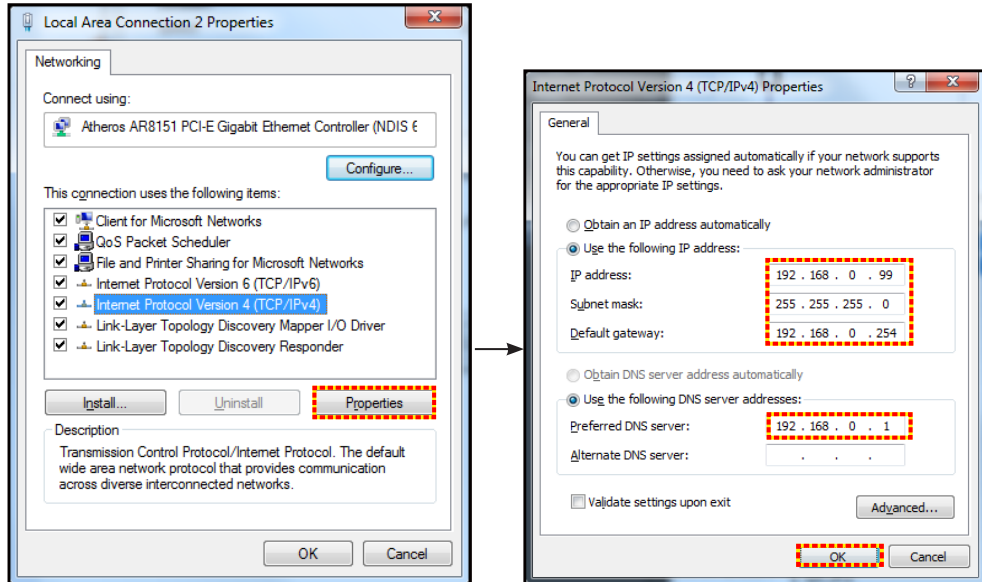 Local Area Connection 2 Properties
Networking
Connect using:
Atheros AR8151 PCI-E Gigabit Ethernet Controller (NDIS 6
Configure...
This connection uses the following items:
Client for Microsoft Networks
QoS Packet Scheduler
File and Printer Sharing for Microsoft Networks
Internet Protocol Version 6 (TCP/IPv6)
Internet Protocol Version 4 (TCP/IPv4)
Link-Layer Topology Discovery Mapper I/O Driver
Link-Layer Topology Discovery Responder
Install...
Uninstall
Properties
Description
Transmission Control Protocol/Internet Protocol. The default
wide area network protocol that provides communication
across diverse interconnected networks.
OK
Cancel
Internet Protocol Version 4 (TCP/IPv4) Properties
General
You can get IP settings assigned automatically if your network supports
this capability. Otherwise, you need to ask your network administrator
for the appropriate IP settings.
Obtain an IP address automatically
Use the following IP address:
IP address: 192 . 168 . 0 . 99
Subnet mask: 255 . 255 . 255 . 0
Default gateway: 192 . 168 . 0 . 254
Obtain DNS server address automatically
Use the following DNS server addresses:
Preferred DNS server: 192 . 168 . 0 . 1
Alternate DNS server: . . .
Validate settings upon exit
Advanced...
OK
Cancel